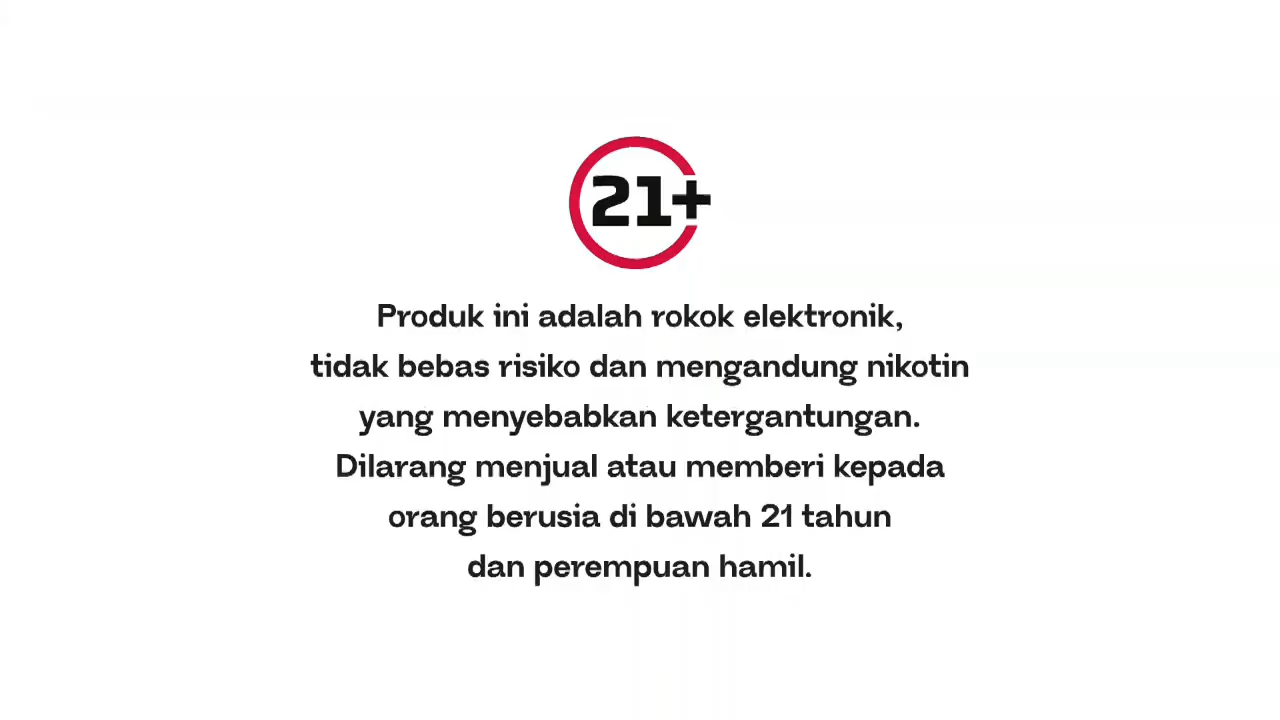 21+
Produk ini adalah rokok elektronik,
tidak bebas risiko dan mengandung nikotin
yang menyebabkan ketergantungan.
Dilarang menjual atau memberi kepada
orang berusia di bawah 21 tahun
dan perempuan hamil.